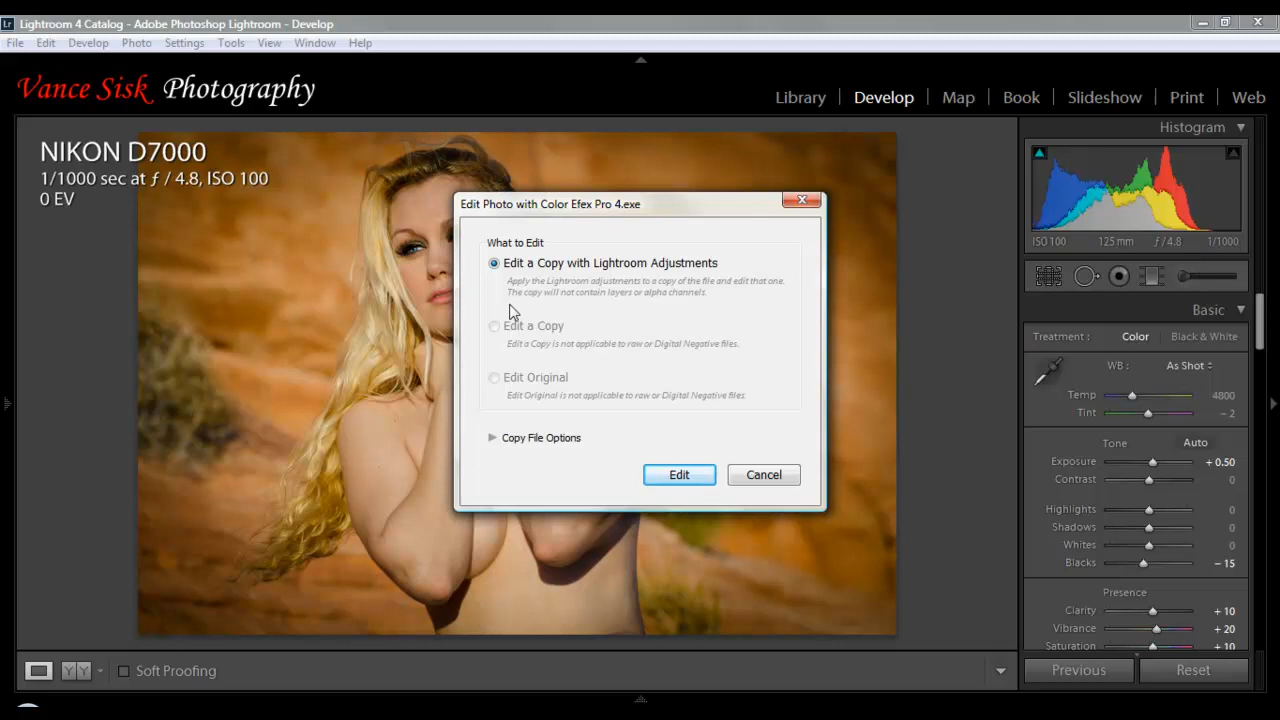 Lr Lightroom 4 Catalog - Adobe Photoshop Lightroom - Develop
File Edit Develop Photo Settings Tools View Window Help
Vance Sisk Photography
Library | Develop | Map | Book | Slideshow | Print | Web
NIKON D7000
1/1000 sec at ƒ / 4.8, ISO 100
0 EV
Edit Photo with Color Efex Pro 4.exe
What to Edit
Edit a Copy with Lightroom Adjustments
Apply the Lightroom adjustments to a copy of the file and edit that one.
The copy will not contain layers or alpha channels.
Edit a Copy
Edit a Copy is not applicable to raw or Digital Negative files.
Edit Original
Edit Original is not applicable to raw or Digital Negative files.
Copy File Options
Edit Cancel
Histogram
ISO 100 125 mm ƒ / 4.8 1/1000
Basic
Treatment : Color Black & White
WB : As Shot
Temp 4800
Tint – 2
Tone Auto
Exposure + 0.50
Contrast 0
Highlights 0
Shadows 0
Whites 0
Blacks – 15
Presence
Clarity + 10
Vibrance + 20
Saturation + 10
Previous Reset
Y Y Soft Proofing